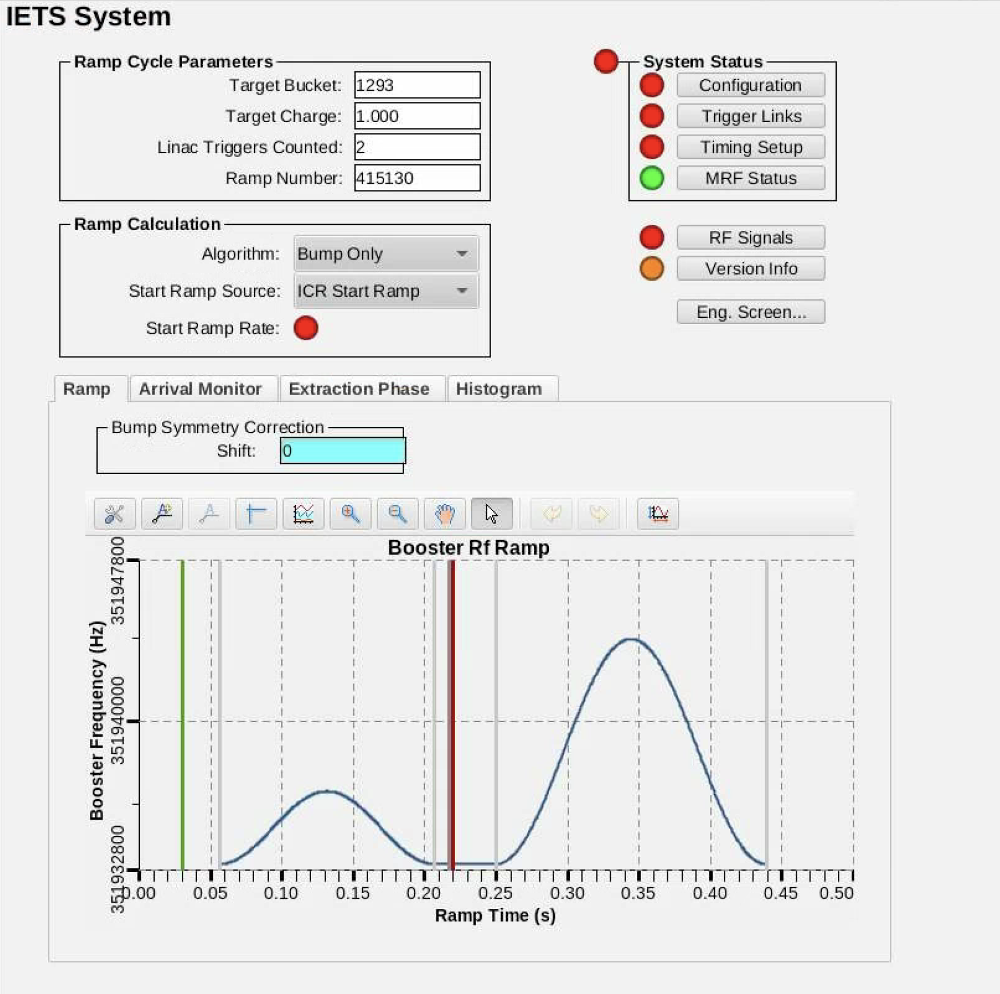 IETS System
Ramp Cycle Parameters
Target Bucket: 1293
Target Charge: 1.000
Linac Triggers Counted: 2
Ramp Number: 415130
System Status
Configuration
Trigger Links
Timing Setup
MRF Status
RF Signals
Version Info
Eng. Screen...
Ramp Calculation
Algorithm: Bump Only
Start Ramp Source: ICR Start Ramp
Start Ramp Rate:
Ramp Arrival Monitor Extraction Phase Histogram
Bump Symmetry Correction
Shift: 0
Booster Rf Ramp
Booster Frequency (Hz)
351947800
351940000
351932800
0.00 0.05 0.10 0.15 0.20 0.25 0.30 0.35 0.40 0.45 0.50
Ramp Time (s)